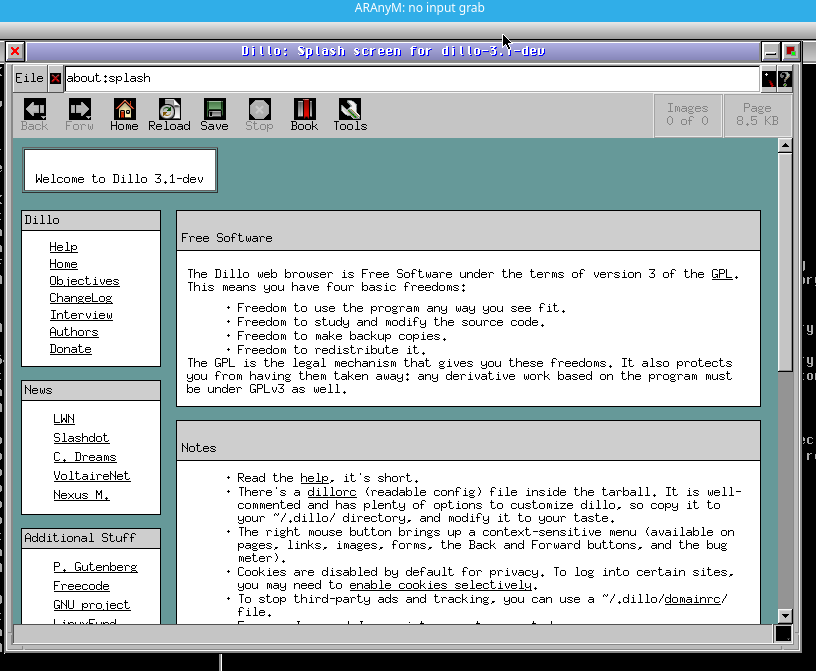 ARAnyM: no input grab
Dillo: Splash screen for dillo-3.1-dev
Eile
about:splash
?
Back Forw Home Reload Save Stop Book Tools
Images
0 of 0
Page
8.5 KB
Welcome to Dillo 3.1-dev
Dillo
Help
Home
Objectives
ChangeLog
Interview
Authors
Donate
News
LWN
Slashdot
C. Dreams
VoltaireNet
Nexus M.
Additional Stuff
P. Gutenberg
Freecode
GNU project
LinuxFund
Free Software
The Dillo web browser is Free Software under the terms of version 3 of the GPL.
This means you have four basic freedoms:
· Freedom to use the program any way you see fit.
· Freedom to study and modify the source code.
· Freedom to make backup copies.
· Freedom to redistribute it.
The GPL is the legal mechanism that gives you these freedoms. It also protects
you from having them taken away: any derivative work based on the program must
be under GPLv3 as well.
Notes
· Read the help, it's short.
· There's a dillorc (readable config) file inside the tarball. It is well-
commented and has plenty of options to customize dillo, so copy it to
your ~/.dillo/ directory, and modify it to your taste.
· The right mouse button brings up a context-sensitive menu (available on
pages, links, images, forms, the Back and Forward buttons, and the bug
meter).
· Cookies are disabled by default for privacy. To log into certain sites,
you may need to enable cookies selectively.
· To stop third-party ads and tracking, you can use a ~/.dillo/domainrc/
file.